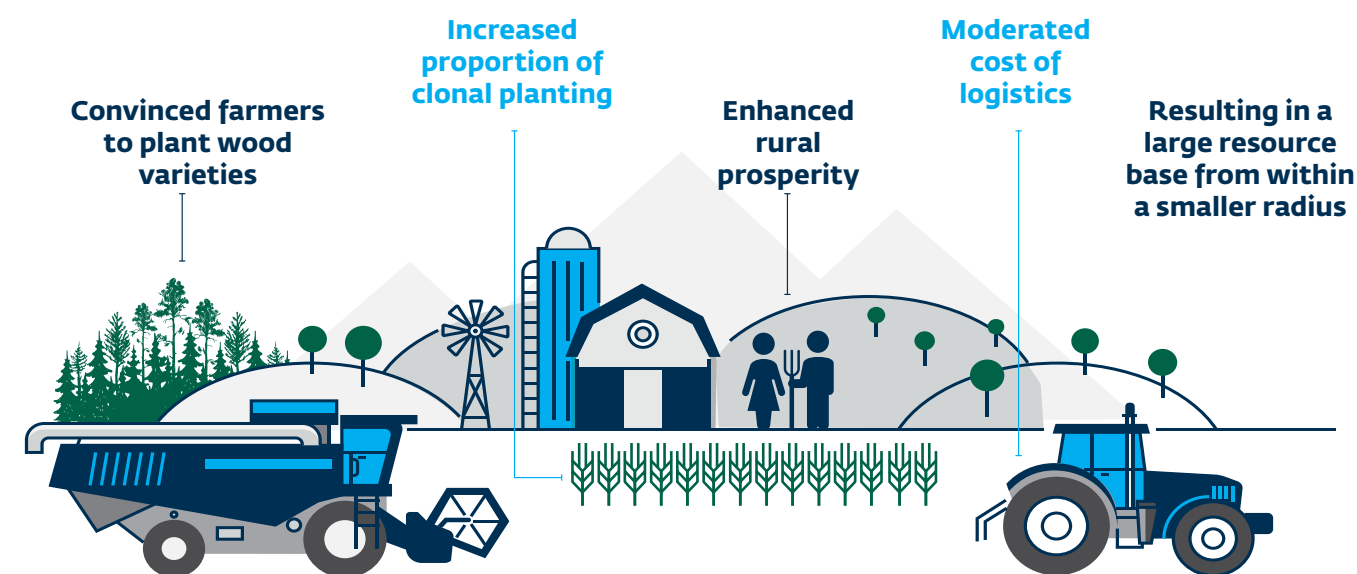 Convinced farmers
to plant wood
varieties
Increased
proportion of
clonal planting
Enhanced
rural
prosperity
Moderated
cost of
logistics
Resulting in a
large resource
base from within
a smaller radius